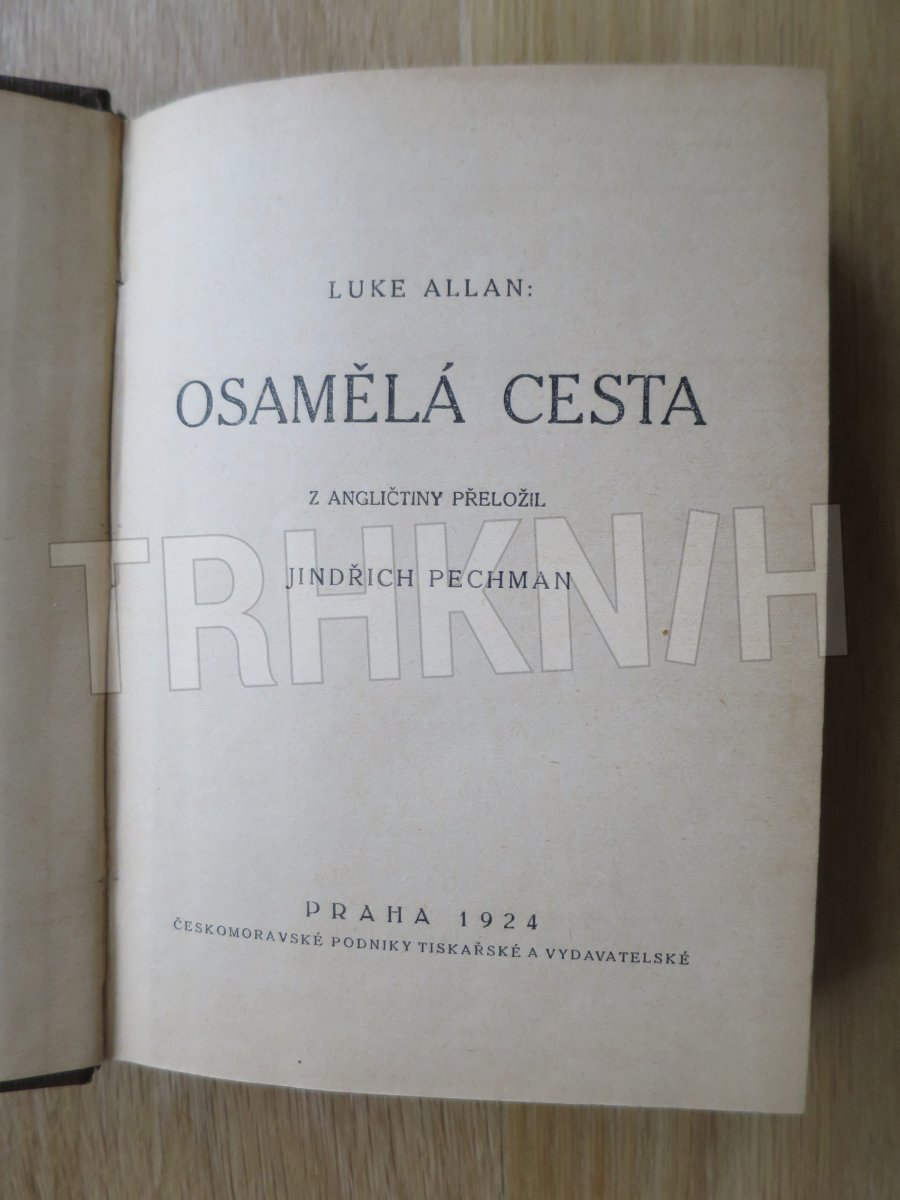 LUKE ALLAN:
OSAMĚLÁ CESTA
Z ANGLIČTINY PŘELOŽIL
TRHKNIH
JINDŘICH PECHMAN
PRAHA 1924
ČESKOMORAVSKÉ PODNIKY TISKAŘSKÉ A VYDAVATELSKÉ